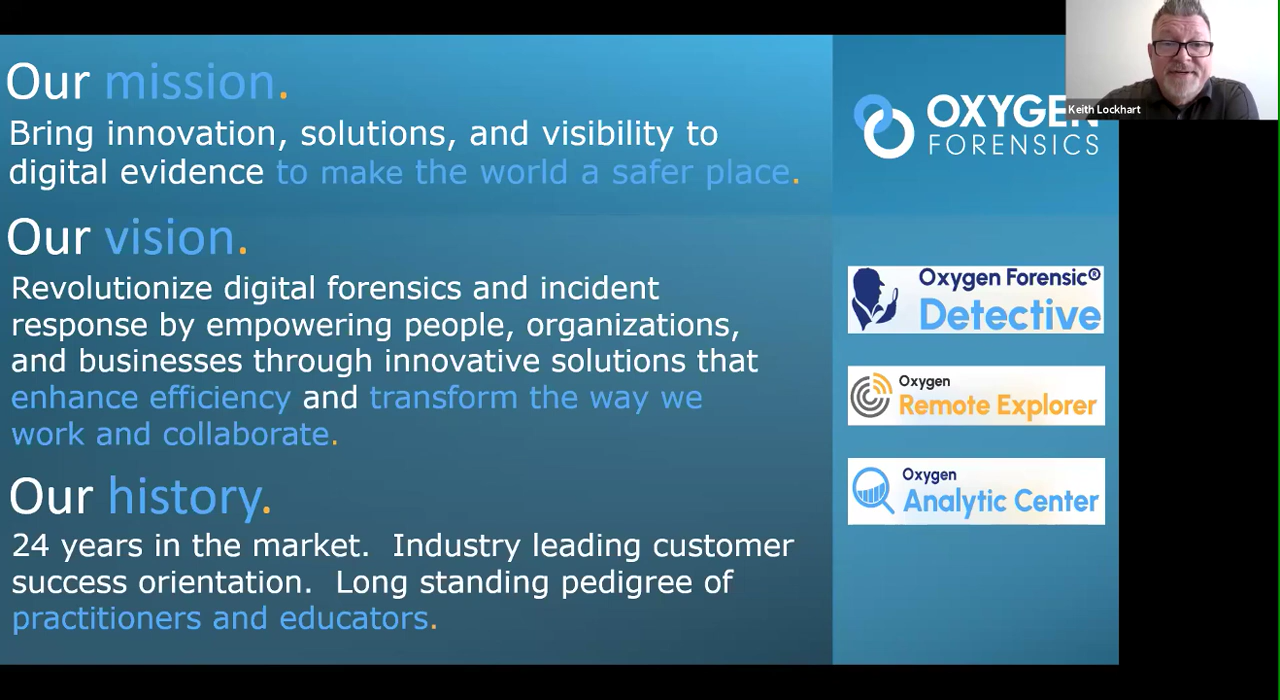 Our mission.
Bring innovation, solutions, and visibility to
digital evidence to make the world a safer place.
Our vision.
Revolutionize digital forensics and incident
response by empowering people, organizations,
and businesses through innovative solutions that
enhance efficiency and transform the way we
work and collaborate.
Our history.
24 years in the market. Industry leading customer
success orientation. Long standing pedigree of
practitioners and educators.
Keith Lockhart
OXYGEN
FORENSICS
Oxygen Forensic®
Detective
Oxygen
Remote Explorer
Oxygen
Analytic Center